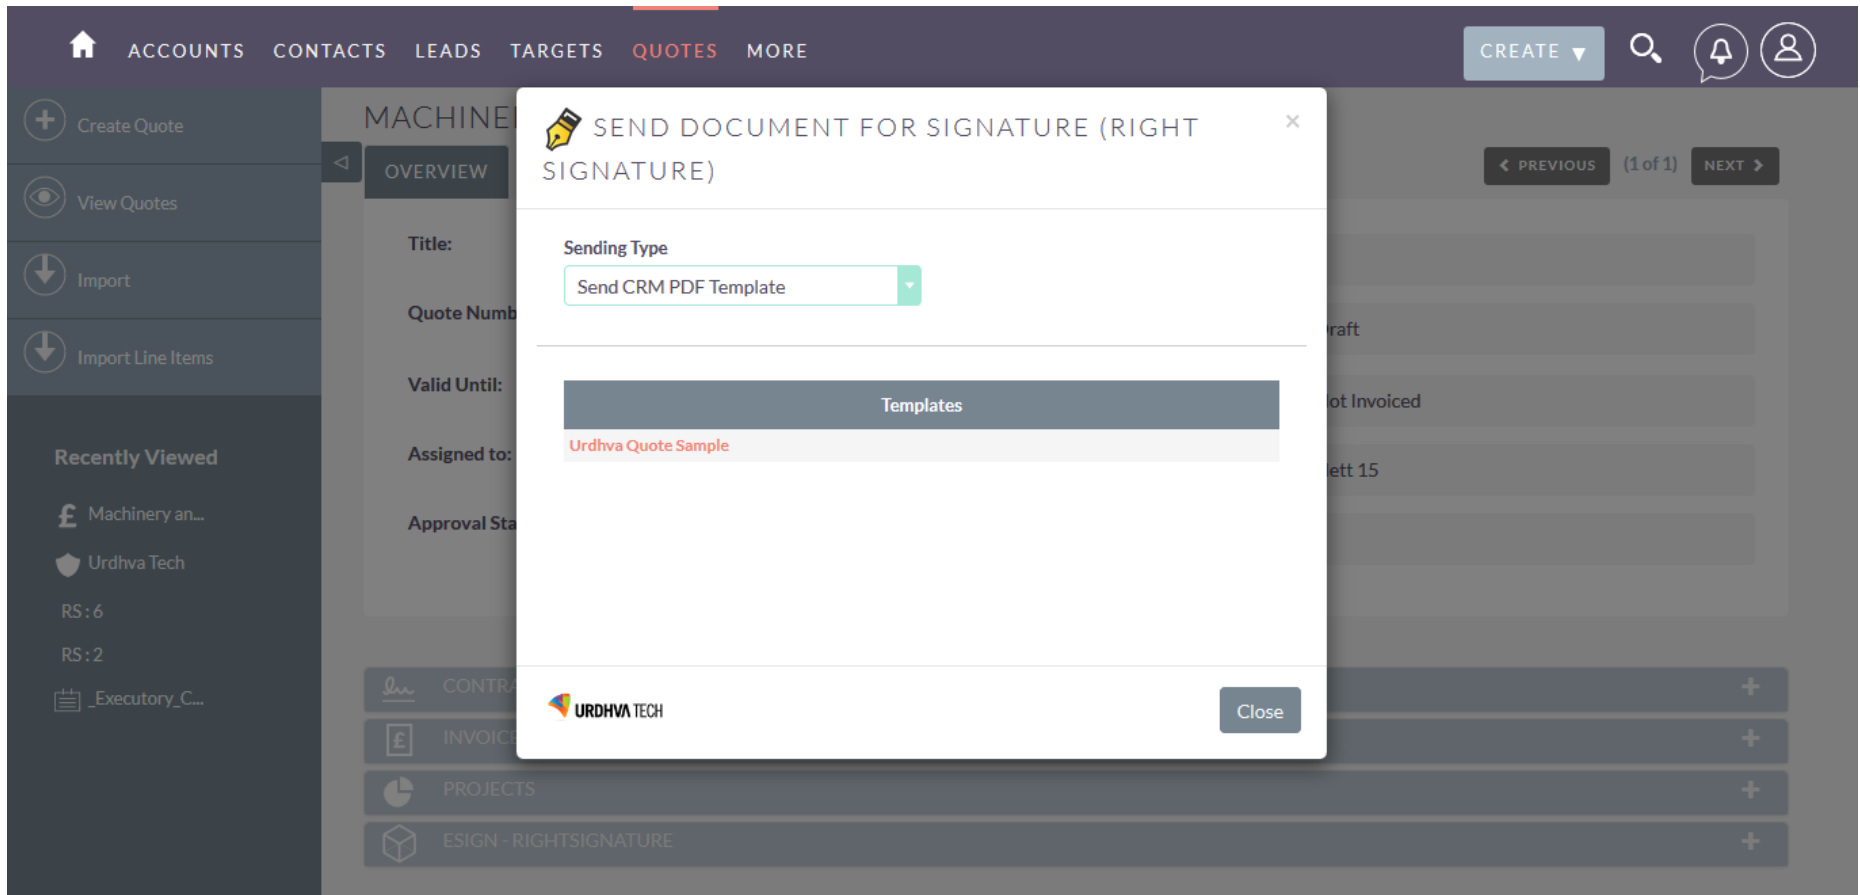 ACCOUNTS CONTACTS LEADS TARGETS QUOTES MORE
CREATE
Create Quote
View Quotes
Import
Import Line Items
Recently Viewed
Machinery an...
Urdhva Tech
RS : 6
RS : 2
_Executory_C...
MACHINE
OVERVIEW
PREVIOUS (1 of 1) NEXT
Title:
Quote Numb
Valid Until:
Assigned to:
Approval Sta
raft
ot Invoiced
lett 15
CONTRA
INVOICE
PROJECTS
ESIGN - RIGHTSIGNATURE
SEND DOCUMENT FOR SIGNATURE (RIGHT
SIGNATURE)
×
Sending Type
Send CRM PDF Template
Templates
Urdhva Quote Sample
URDHVA TECH
Close